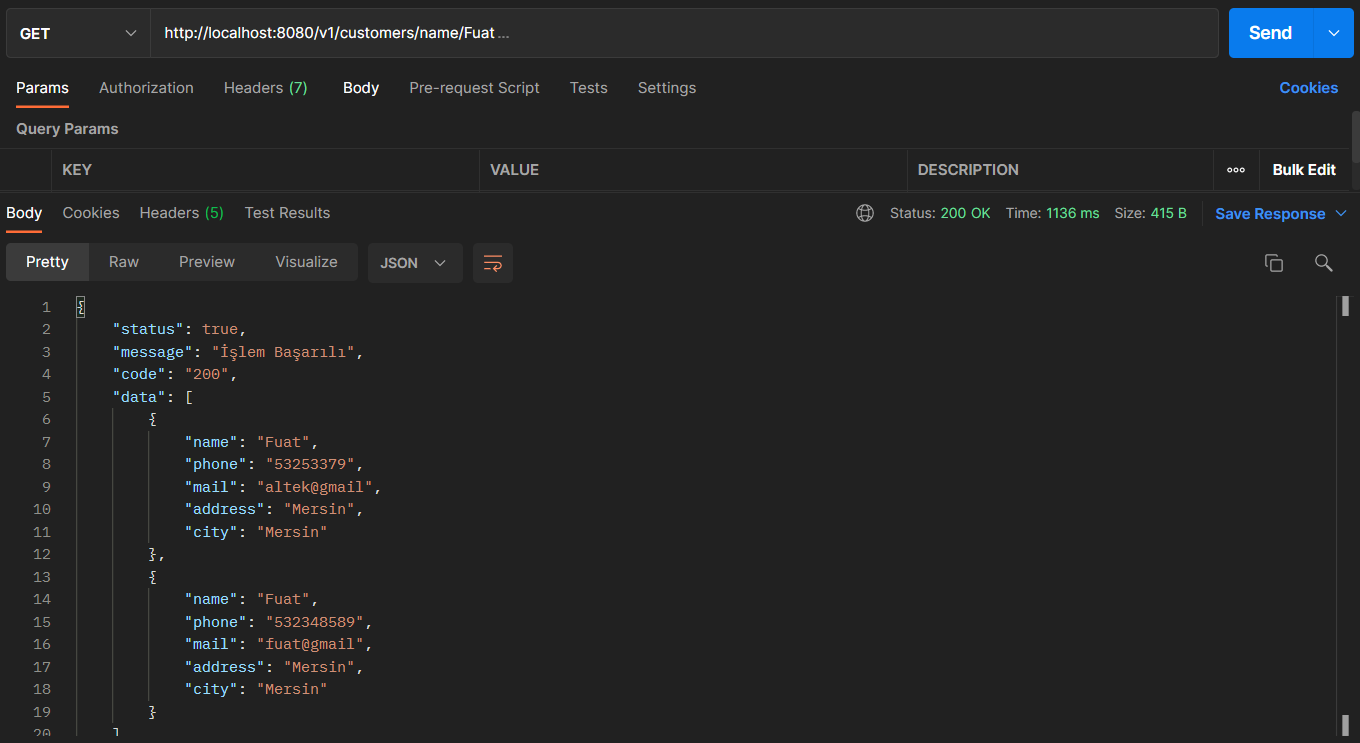 GET http://localhost:8080/v1/customers/name/Fuat ... Send
Params Authorization Headers (7) Body Pre-request Script Tests Settings Cookies
Query Params
KEY VALUE DESCRIPTION ooo Bulk Edit
Body Cookies Headers (5) Test Results Status: 200 OK Time: 1136 ms Size: 415 B Save Response
Pretty Raw Preview Visualize JSON
1 {
2 "status": true,
3 "message": "İşlem Başarılı",
4 "code": "200",
5 "data": [
6 {
7 "name": "Fuat",
8 "phone": "53253379",
9 "mail": "altek@gmail",
10 "address": "Mersin",
11 "city": "Mersin"
12 },
13 {
14 "name": "Fuat",
15 "phone": "532348589",
16 "mail": "fuat@gmail",
17 "address": "Mersin",
18 "city": "Mersin"
19 }
20 ]